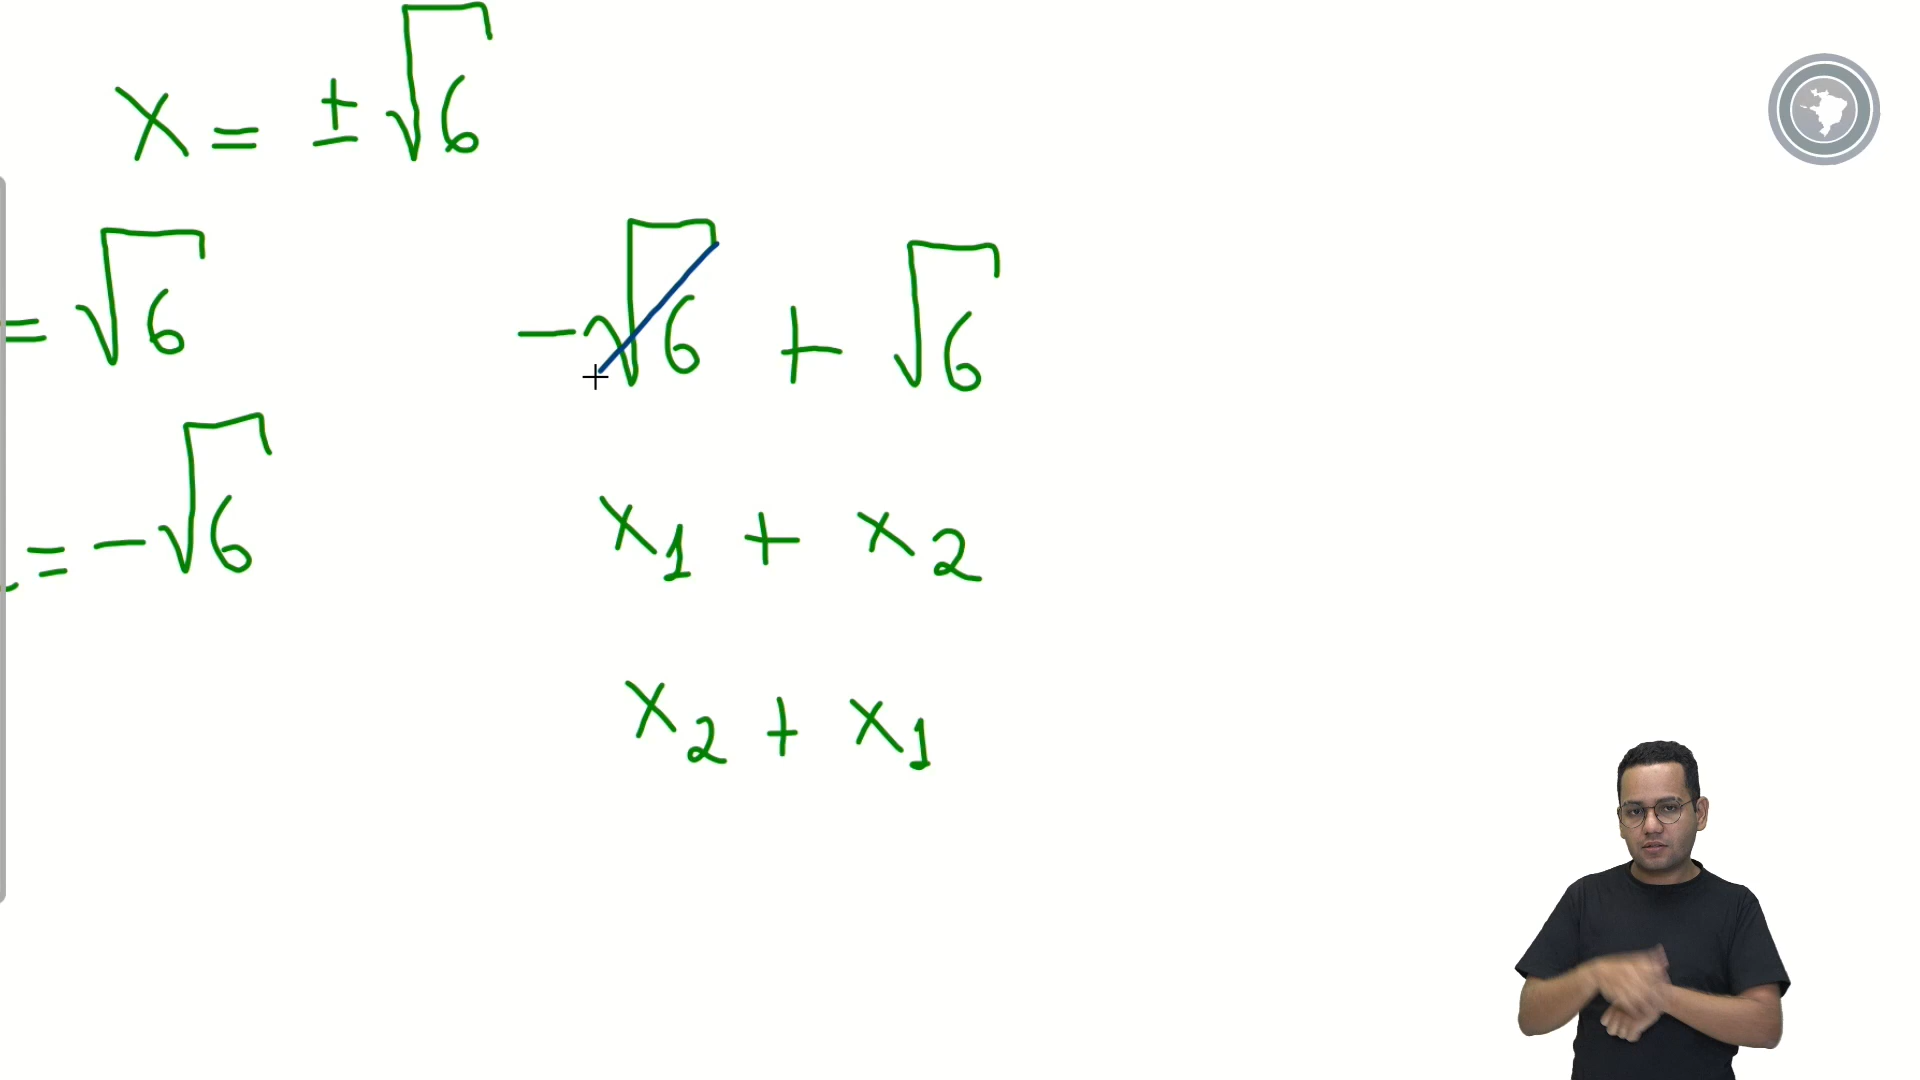 x = ± √6
= √6
-√6 + √6
= -√6
x₁ + x₂
x₂ + x₁